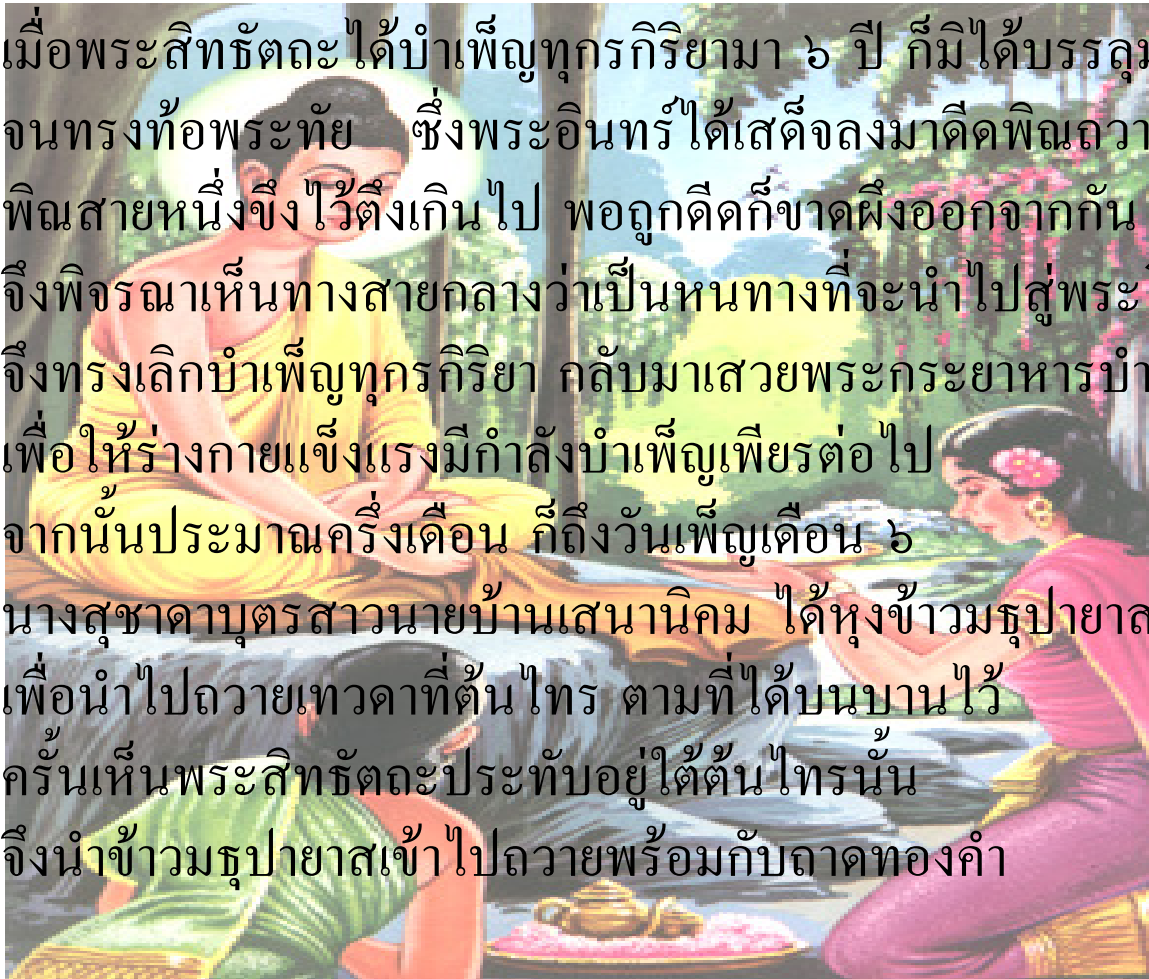 เมื่อพระสิทธัตถะได้บำเพ็ญทุกรกิริยามา ๖ ปี ก็มิได้บรรลุ
จนทรงท้อพระทัย ซึ่งพระอินทร์ได้เสด็จลงมาดีดพิณถวา
พิณสายหนึ่งขึงไว้ตึงเกินไป พอถูกดีดก็ขาดผึงออกจากกัน
จึงพิจรณาเห็นทางสายกลางว่าเป็นหนทางที่จะนำไปสู่พระ
จึงทรงเลิกบำเพ็ญทุกรกิริยา กลับมาเสวยพระกระยาหารบำ
เพื่อให้ร่างกายแข็งแรงมีกำลังบำเพ็ญเพียรต่อไป
จากนั้นประมาณครึ่งเดือน ก็ถึงวันเพ็ญเดือน ๖
นางสุชาดาบุตรสาวนายบ้านเสนานิคม ได้หุงข้าวมธุปายาส
เพื่อนำไปถวายเทวดาที่ต้นไทร ตามที่ได้บนบานไว้
ครั้นเห็นพระสิทธัตถะประทับอยู่ใต้ต้นไทรนั้น
จึงนำข้าวมธุปายาสเข้าไปถวายพร้อมกับถาดทองคำ